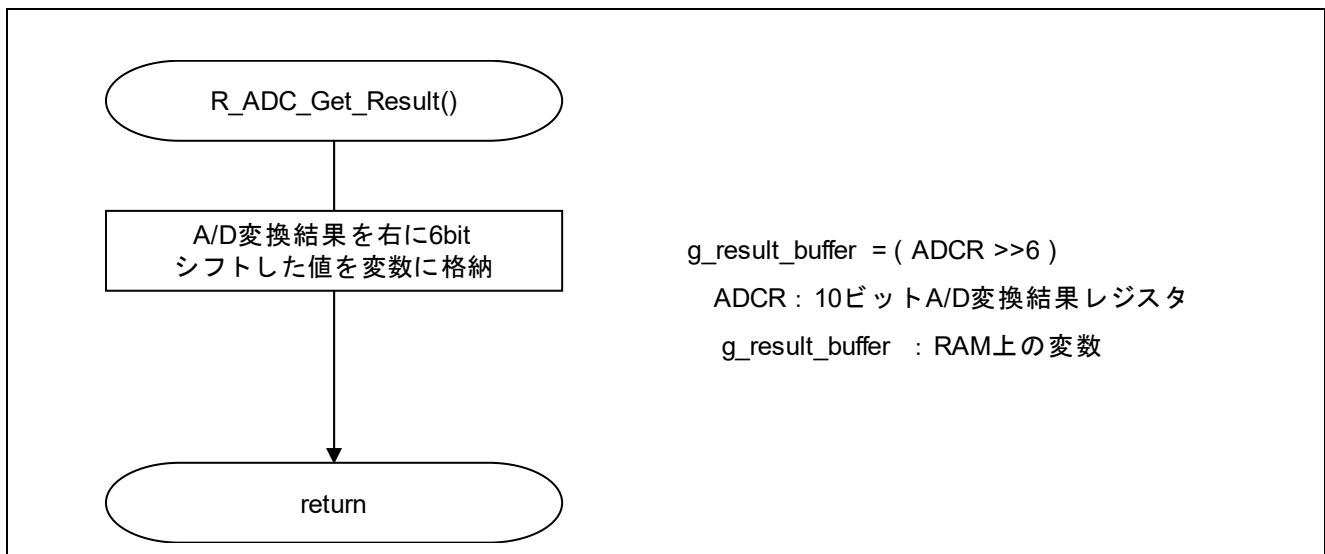 R_ADC_Get_Result()
A/D変換結果を右に6bit
シフトした値を変数に格納
g_result_buffer = ( ADCR >>6 )
ADCR : 10ビットA/D変換結果レジスタ
g_result_buffer : RAM上の変数
return